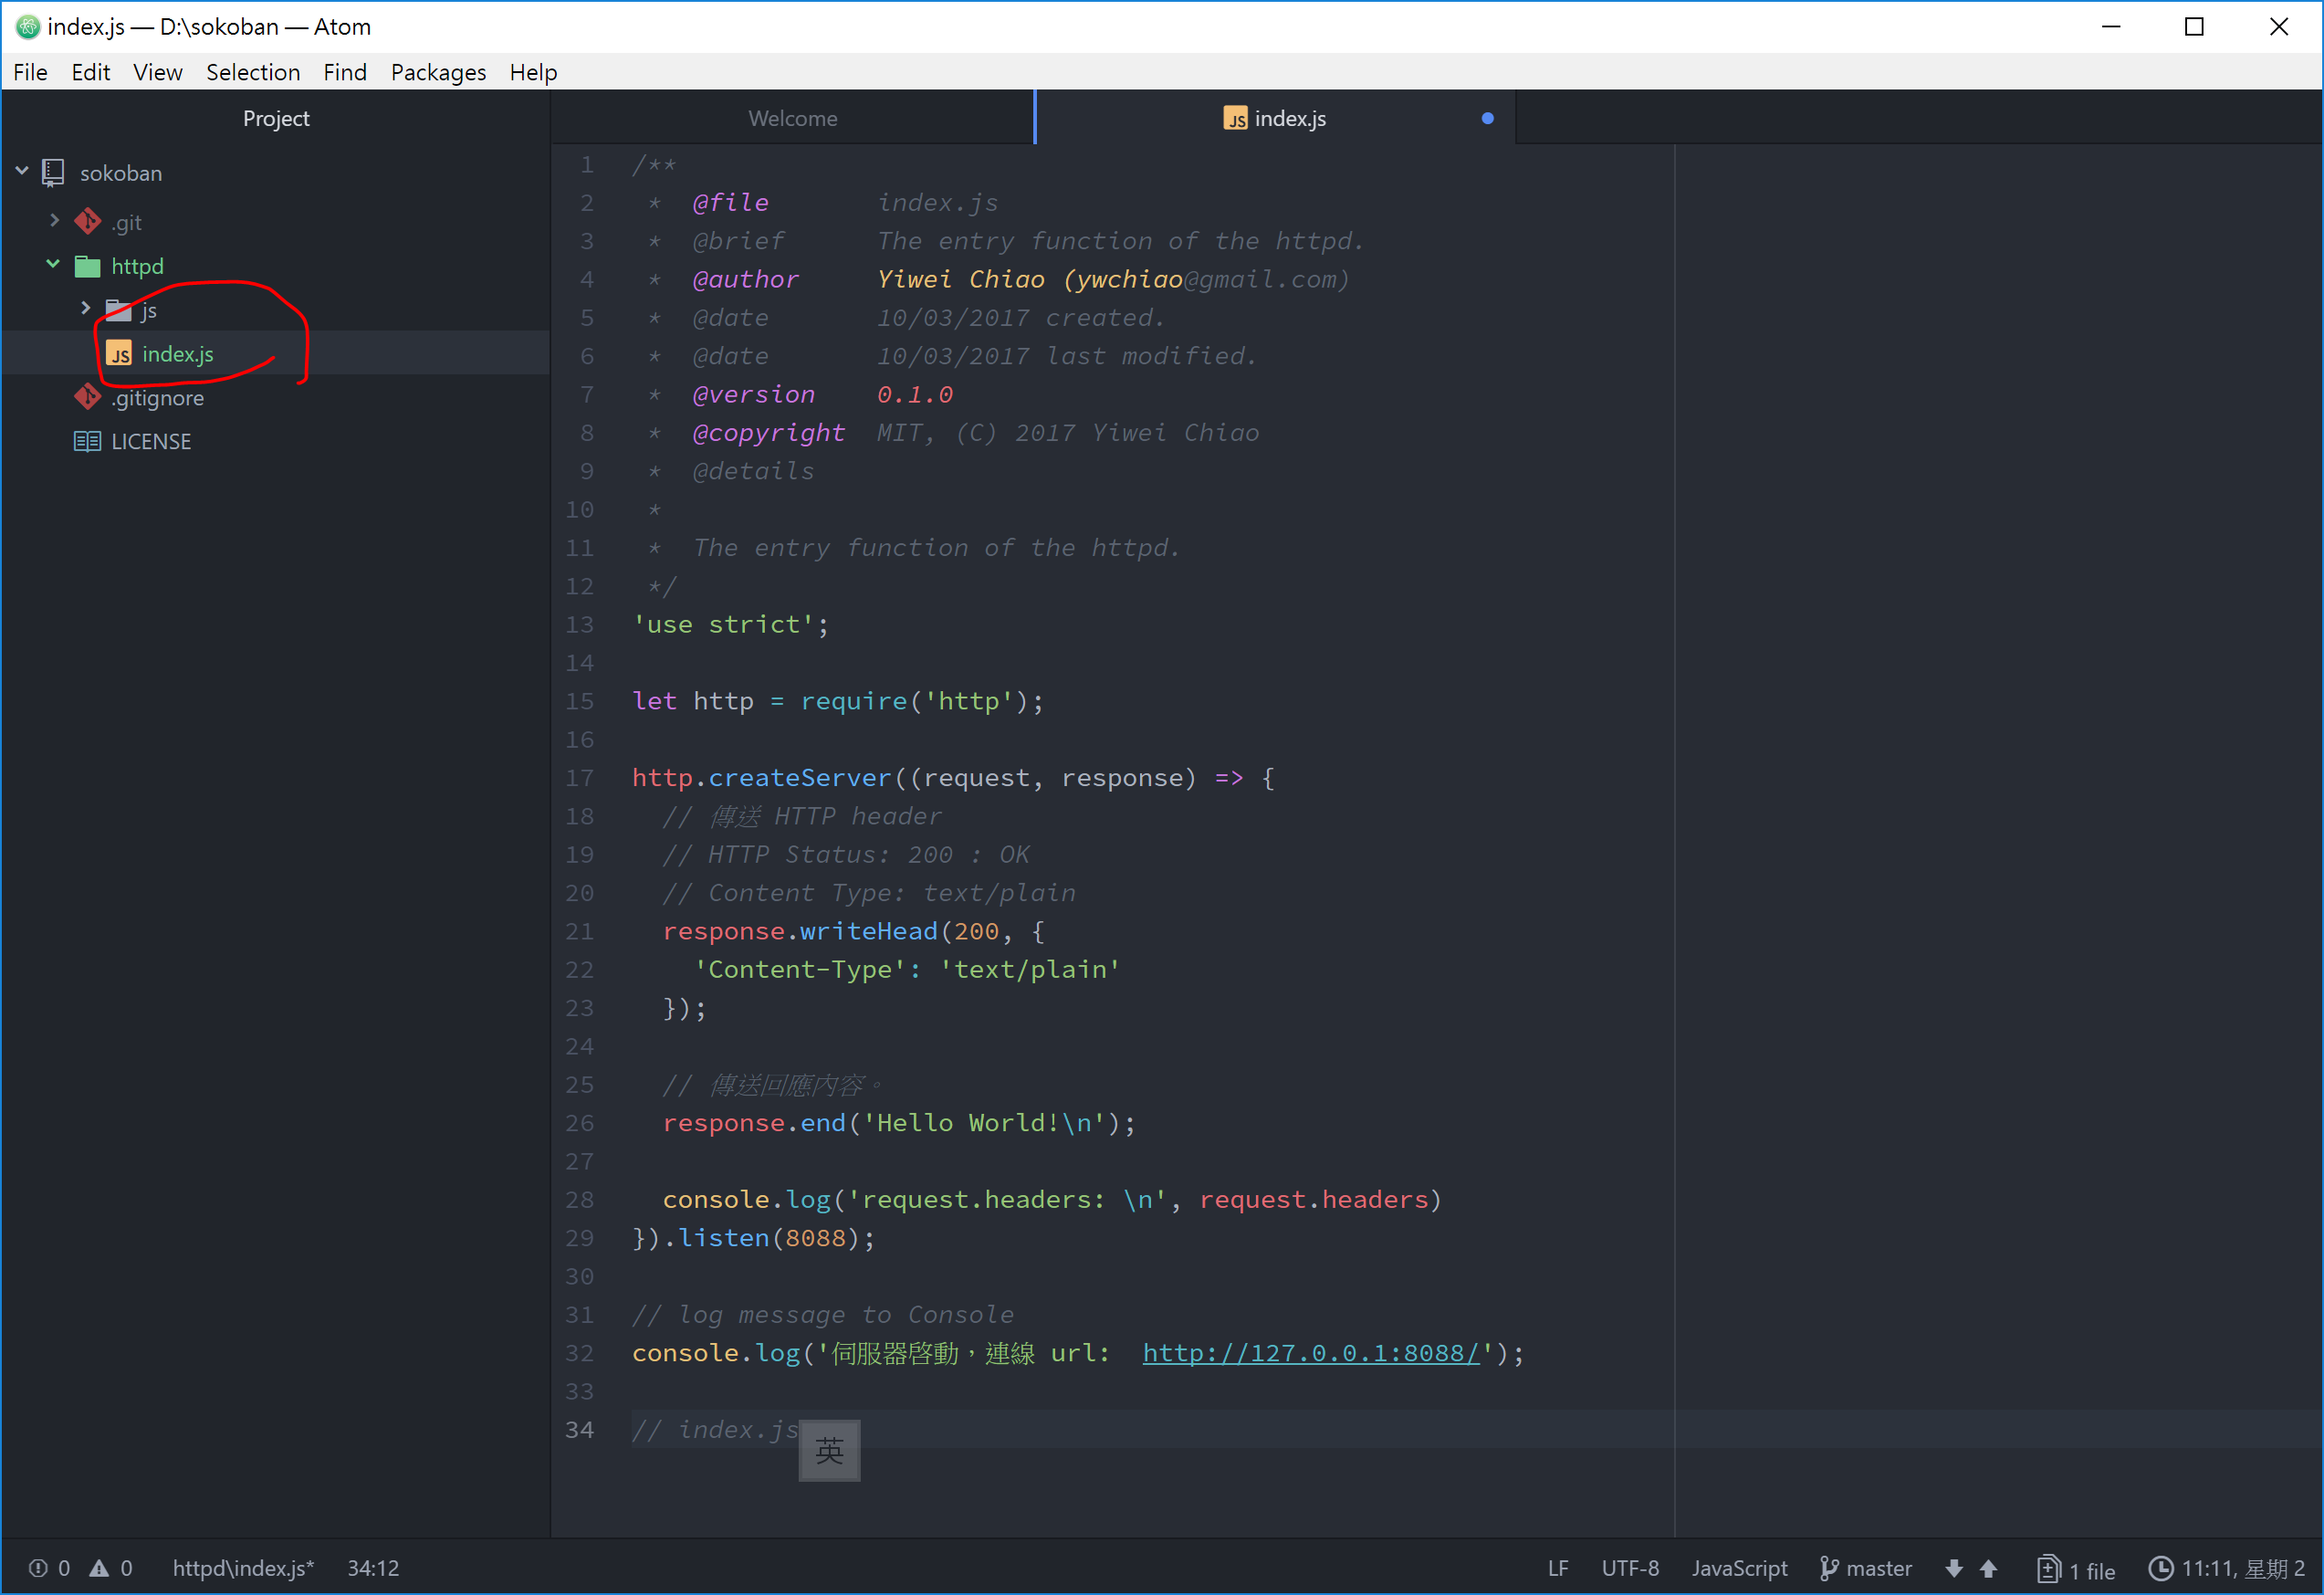 index.js — D:\sokoban — Atom
File Edit View Selection Find Packages Help
Project
sokoban
.git
httpd
js
JS index.js
.gitignore
LICENSE
Welcome
JS index.js
1 /**
2  *  @file       index.js
3  *  @brief      The entry function of the httpd.
4  *  @author     Yiwei Chiao (ywchiao@gmail.com)
5  *  @date       10/03/2017 created.
6  *  @date       10/03/2017 last modified.
7  *  @version    0.1.0
8  *  @copyright  MIT, (C) 2017 Yiwei Chiao
9  *  @details
10  *
11  *  The entry function of the httpd.
12  */
13 'use strict';
14
15 let http = require('http');
16
17 http.createServer((request, response) => {
18   // 傳送 HTTP header
19   // HTTP Status: 200 : OK
20   // Content Type: text/plain
21   response.writeHead(200, {
22     'Content-Type': 'text/plain'
23   });
24
25   // 傳送回應內容。
26   response.end('Hello World!\n');
27
28   console.log('request.headers: \n', request.headers)
29 }).listen(8088);
30
31 // log message to Console
32 console.log('伺服器啓動，連線 url:  http://127.0.0.1:8088/');
33
34 // index.js
英
0 0 httpd\index.js* 34:12 LF UTF-8 JavaScript master 1 file 11:11, 星期 2